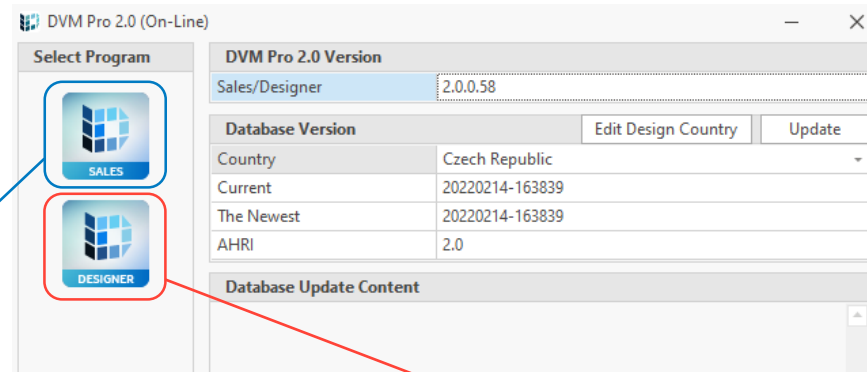 DVM Pro 2.0 (On-Line)
Select Program
SALES
DESIGNER
DVM Pro 2.0 Version
Sales/Designer 2.0.0.58
Database Version Edit Design Country Update
Country Czech Republic
Current 20220214-163839
The Newest 20220214-163839
AHRI 2.0
Database Update Content